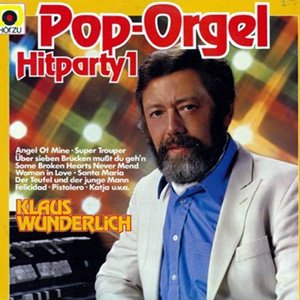 HÖRZU
Pop-Orgel
Hitparty 1
Angel Of Mine · Super Trouper
Über sieben Brücken mußt du geh'n
Some Broken Hearts Never Mend
Woman in Love · Santa Maria
Der Teufel und der junge Mann
Felicidad · Pistolero · Katja u.v.a.
KLAUS
WUNDERLICH